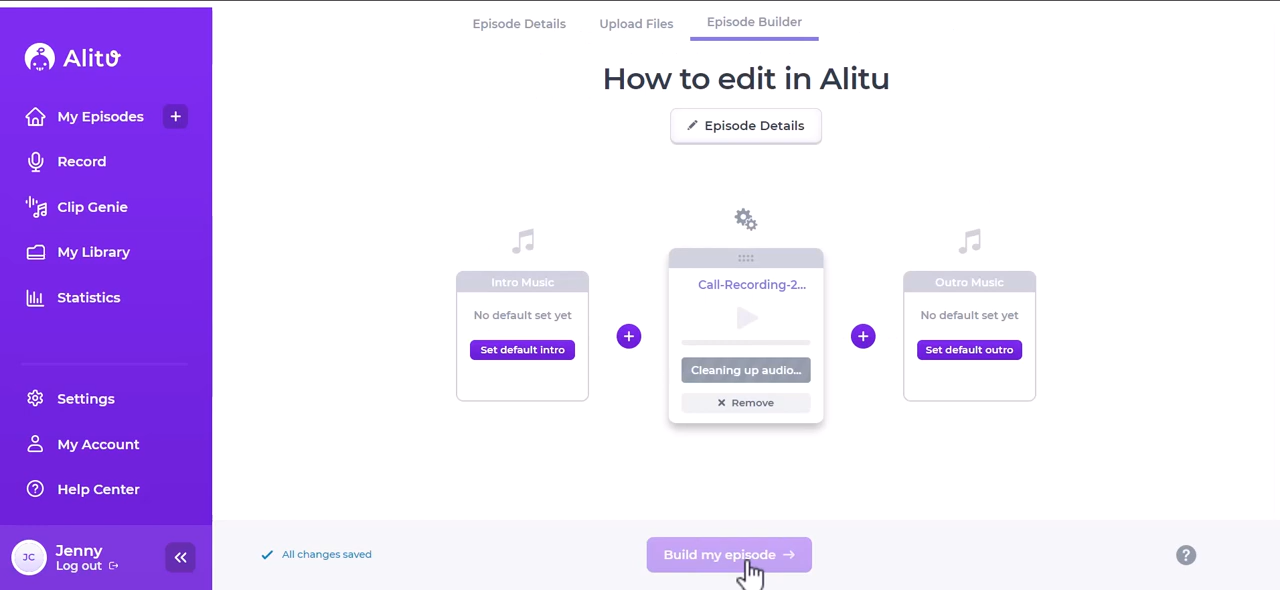 Alitu
My Episodes +
Record
Clip Genie
My Library
Statistics
Settings
My Account
Help Center
JC
Jenny
Log out
Episode Details
Upload Files
Episode Builder
How to edit in Alitu
Episode Details
Intro Music
No default set yet
Set default intro
+
Call-Recording-2...
Cleaning up audio...
Remove
+
Outro Music
No default set yet
Set default outro
All changes saved
Build my episode →
?